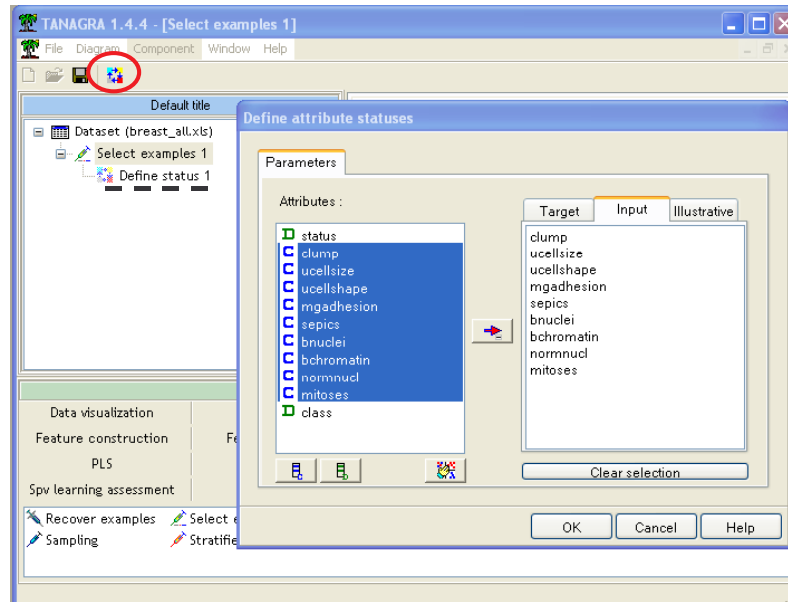 TANAGRA 1.4.4 - [Select examples 1]
File Diagram Component Window Help
Default title
Dataset (breast_all.xls)
Select examples 1
Define status 1
Define attribute statuses
Parameters
Attributes :
D status
C clump
C ucellsize
C ucellshape
C mgadhesion
C sepics
C bnuclei
C bchromatin
C normnucl
C mitoses
D class
Target Input Illustrative
clump
ucellsize
ucellshape
mgadhesion
sepics
bnuclei
bchromatin
normnucl
mitoses
Clear selection
OK Cancel Help
Data visualization
Feature construction Fe
PLS
Spv learning assessment
Recover examples Select e
Sampling Stratifie